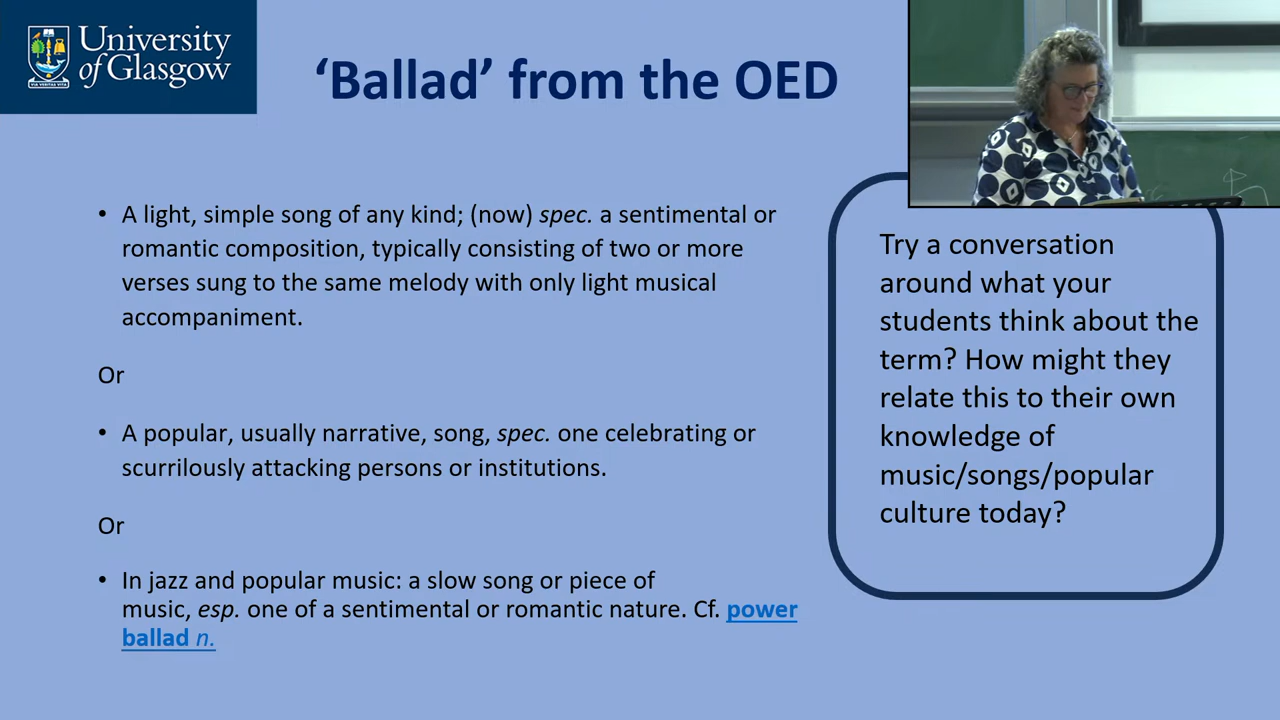 University
of Glasgow
VIA VERITAS VITA
‘Ballad’ from the OED
• A light, simple song of any kind; (now) spec. a sentimental or
romantic composition, typically consisting of two or more
verses sung to the same melody with only light musical
accompaniment.
Or
• A popular, usually narrative, song, spec. one celebrating or
scurrilously attacking persons or institutions.
Or
• In jazz and popular music: a slow song or piece of
music, esp. one of a sentimental or romantic nature. Cf. power
ballad n.
Try a conversation
around what your
students think about the
term? How might they
relate this to their own
knowledge of
music/songs/popular
culture today?